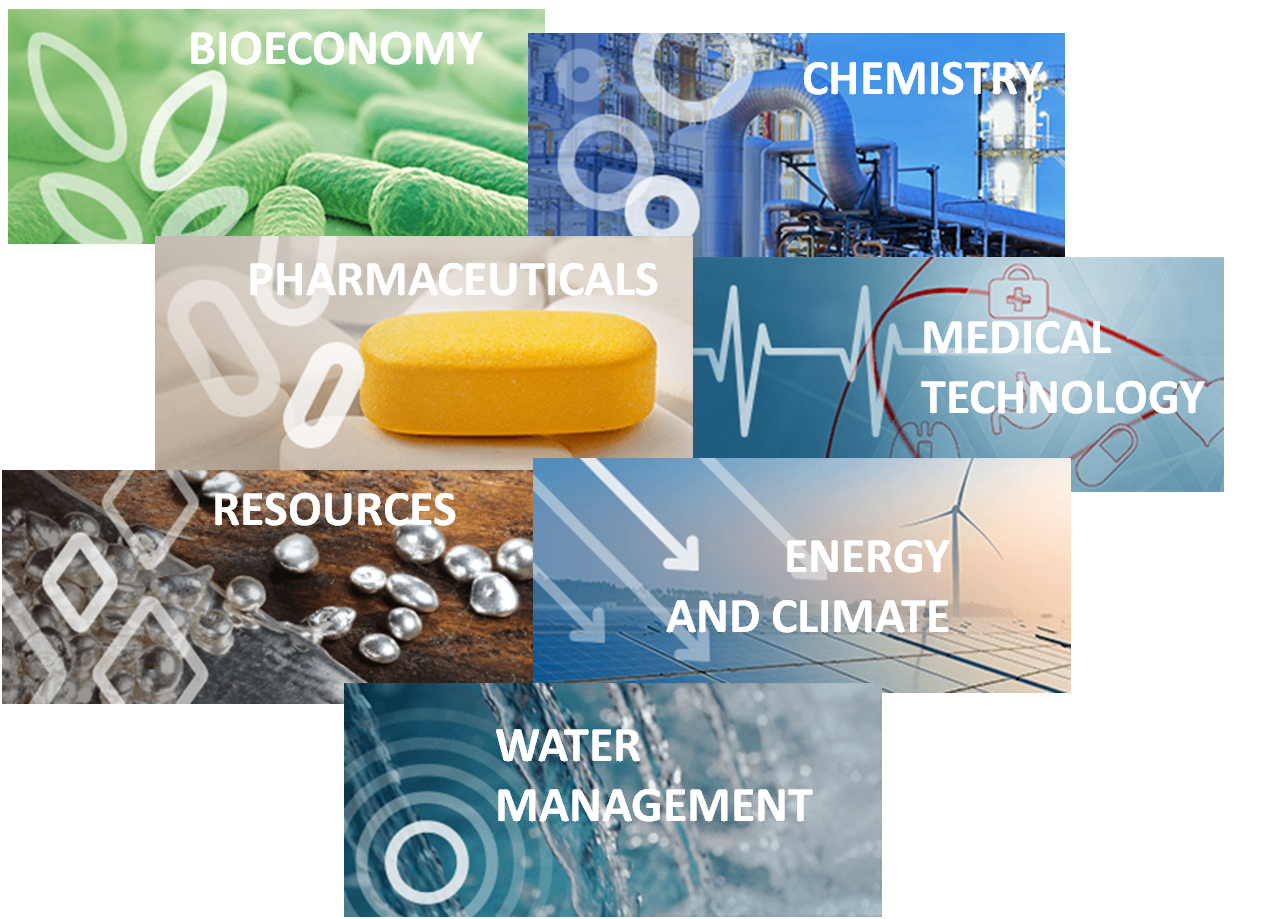 BIOECONOMY
CHEMISTRY
PHARMACEUTICALS
MEDICAL
TECHNOLOGY
RESOURCES
ENERGY
AND CLIMATE
WATER
MANAGEMENT